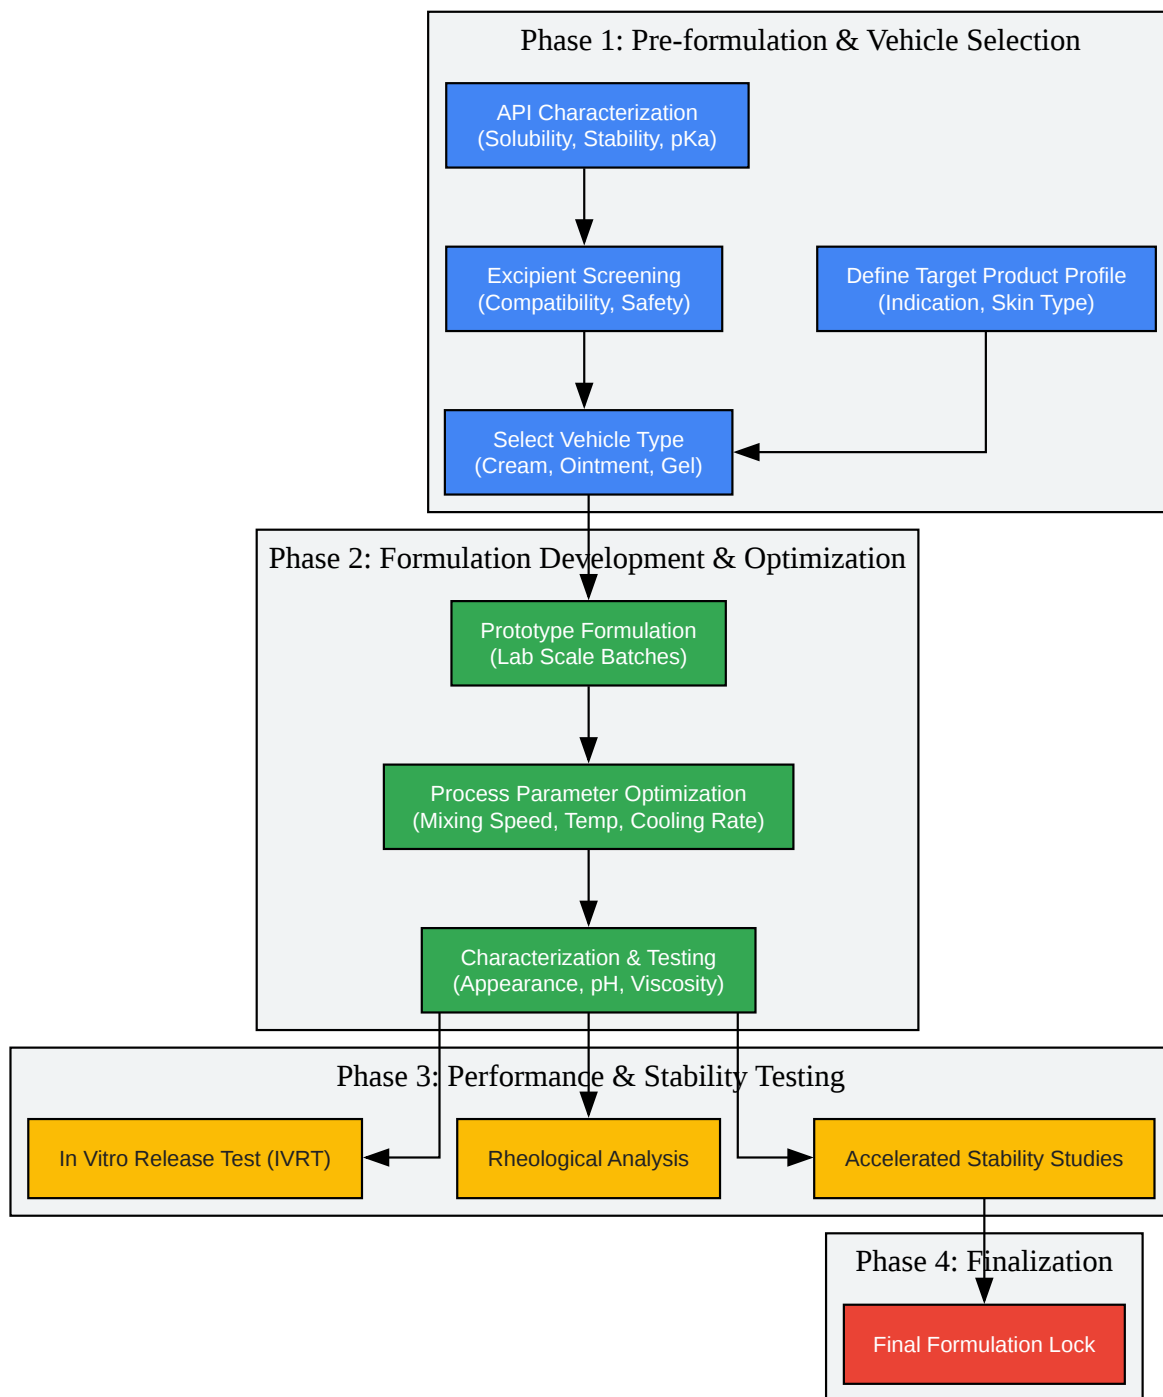 Phase 1: Pre-formulation & Vehicle Selection
API Characterization
(Solubility, Stability, pKa)
Excipient Screening
(Compatibility, Safety)
Define Target Product Profile
(Indication, Skin Type)
Select Vehicle Type
(Cream, Ointment, Gel)
Phase 2: Formulation Development & Optimization
Prototype Formulation
(Lab Scale Batches)
Process Parameter Optimization
(Mixing Speed, Temp, Cooling Rate)
Characterization & Testing
(Appearance, pH, Viscosity)
Phase 3: Performance & Stability Testing
In Vitro Release Test (IVRT)
Rheological Analysis
Accelerated Stability Studies
Phase 4: Finalization
Final Formulation Lock